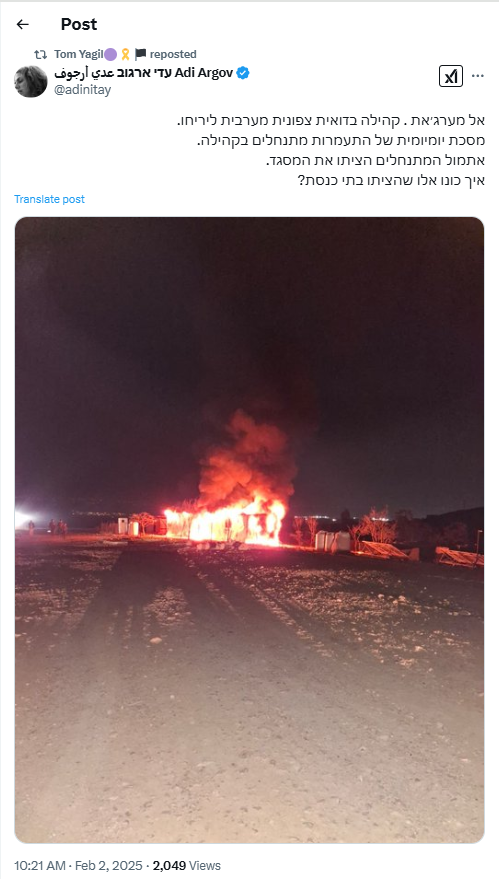 Post
Tom Yagil🟣🎗️🏴 reposted
עדי ארגוב عدي أرجوف Adi Argov
@adinitay
אל מערג׳את . קהילה בדואית צפונית מערבית ליריחו.
מסכת יומיומית של התעמרות מתנחלים בקהילה.
אתמול המתנחלים הציתו את המסגד.
איך כונו אלו שהציתו בתי כנסת?
Translate post
10:21 AM · Feb 2, 2025 · 2,049 Views